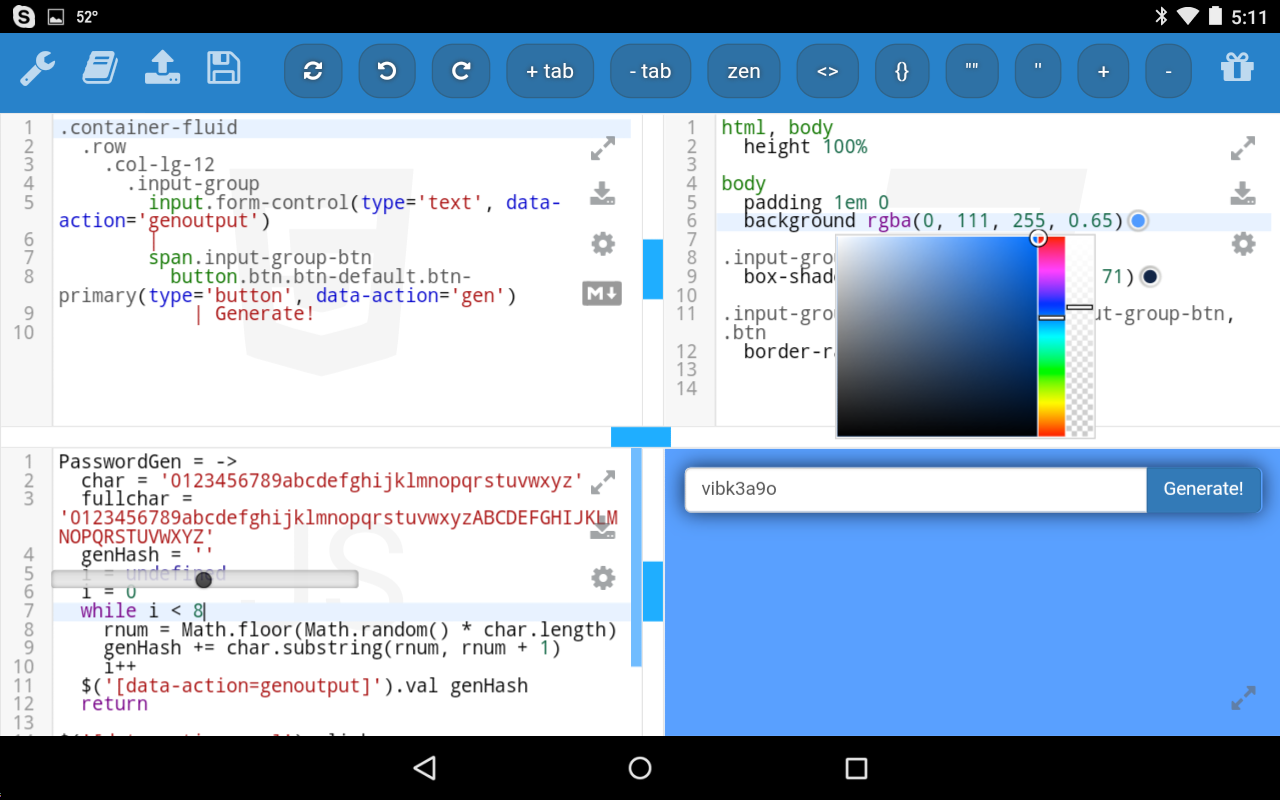 52°
5:11
+ tab
- tab
zen
<>
{}
""
"
+
-
1 .container-fluid
2 .row
3 .col-lg-12
4 .input-group
5 input.form-control(type='text', data-
action='genoutput')
6 |
7 span.input-group-btn
8 button.btn.btn-default.btn-
primary(type='button', data-action='gen')
9 | Generate!
10
M
1 html, body
2 height 100%
3
4 body
5 padding 1em 0
6 background rgba(0, 111, 255, 0.65)
7
8 .input-gro
9 box-shad 71)
10
11 .input-gro ut-group-btn,
.btn
12 border-r
13
14
1 PasswordGen = ->
2 char = '0123456789abcdefghijklmnopqrstuvwxyz'
3 fullchar =
'0123456789abcdefghijklmnopqrstuvwxyzABCDEFGHIJKLM
NOPQRSTUVWXYZ'
4 genHash = ''
5 i = undefined
6 i = 0
7 while i < 8
8 rnum = Math.floor(Math.random() * char.length)
9 genHash += char.substring(rnum, rnum + 1)
10 i++
11 $('[data-action=genoutput]').val genHash
12 return
13
JS
vibk3a9o
Generate!